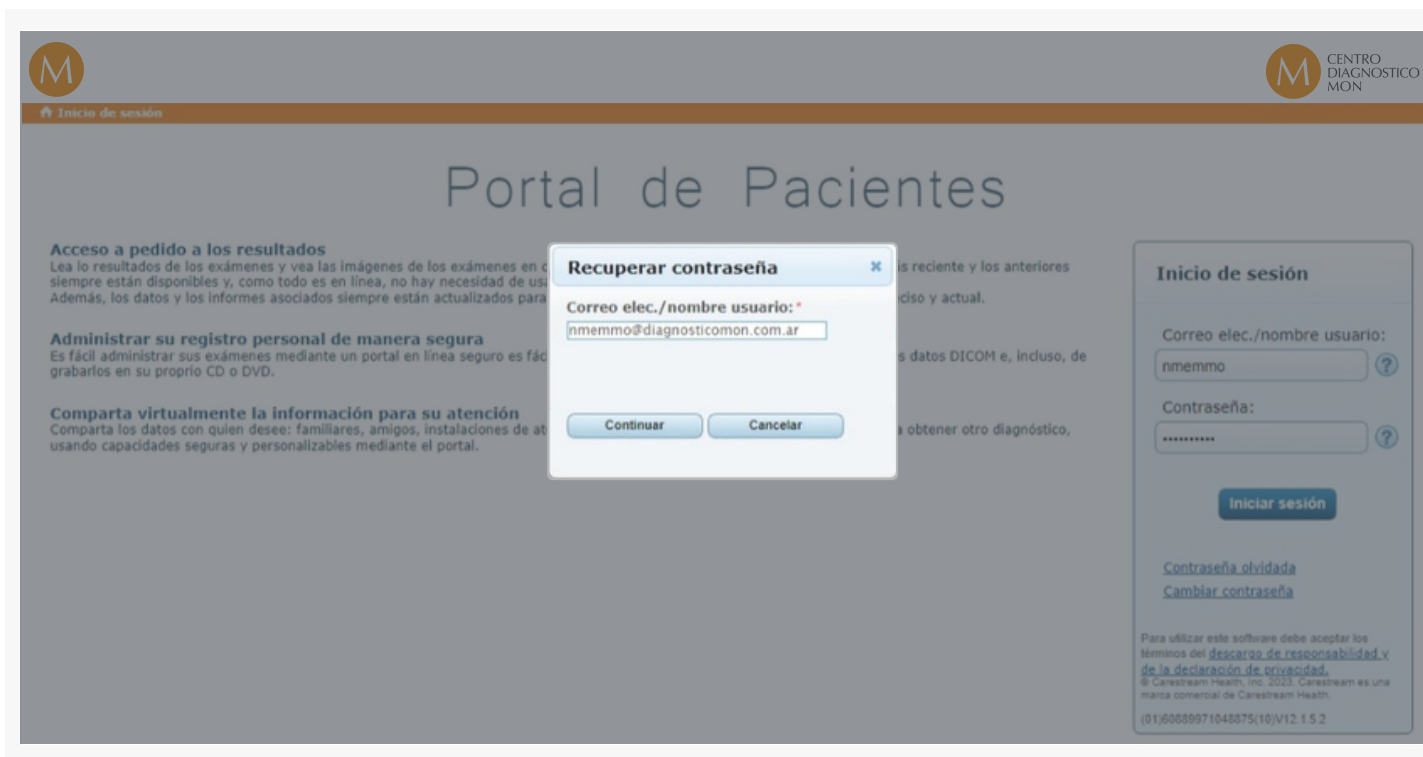 M
M
CENTRO
DIAGNOSTICO
MON
Inicio de sesión
Portal de Pacientes
Acceso a pedido a los resultados
Lea lo resultados de los exámenes y vea las imágenes de los exámenes en
siempre están disponibles y, como todo es en línea, no hay necesidad de
Además, los datos y los informes asociados siempre están actualizados para
is reciente y los anteriores
ciso y actual.
Administrar su registro personal de manera segura
Es fácil administrar sus exámenes mediante un portal en línea seguro es
grabarlos en su propio CD o DVD.
s datos DICOM e, incluso, de
Comparta virtualmente la información para su atención
Comparta los datos con quien desee: familiares, amigos, instalaciones de
usando capacidades seguras y personalizables mediante el portal.
a obtener otro diagnóstico,
Recuperar contraseña
Correo elec./nombre usuario:*
nmemmo@diagnosticomon.com.ar
Continuar Cancelar
Inicio de sesión
Correo elec./nombre usuario:
nmemmo
?
Contraseña:
••••••••••
?
Iniciar sesión
Contraseña olvidada
Cambiar contraseña
Para utilizar este software debe aceptar los
términos del descargo de responsabilidad y
de la declaración de privacidad.
© Carestream Health, Inc. 2023. Carestream es una
marca comercial de Carestream Health.
(01)60889971048875(10)V12.1.5.2